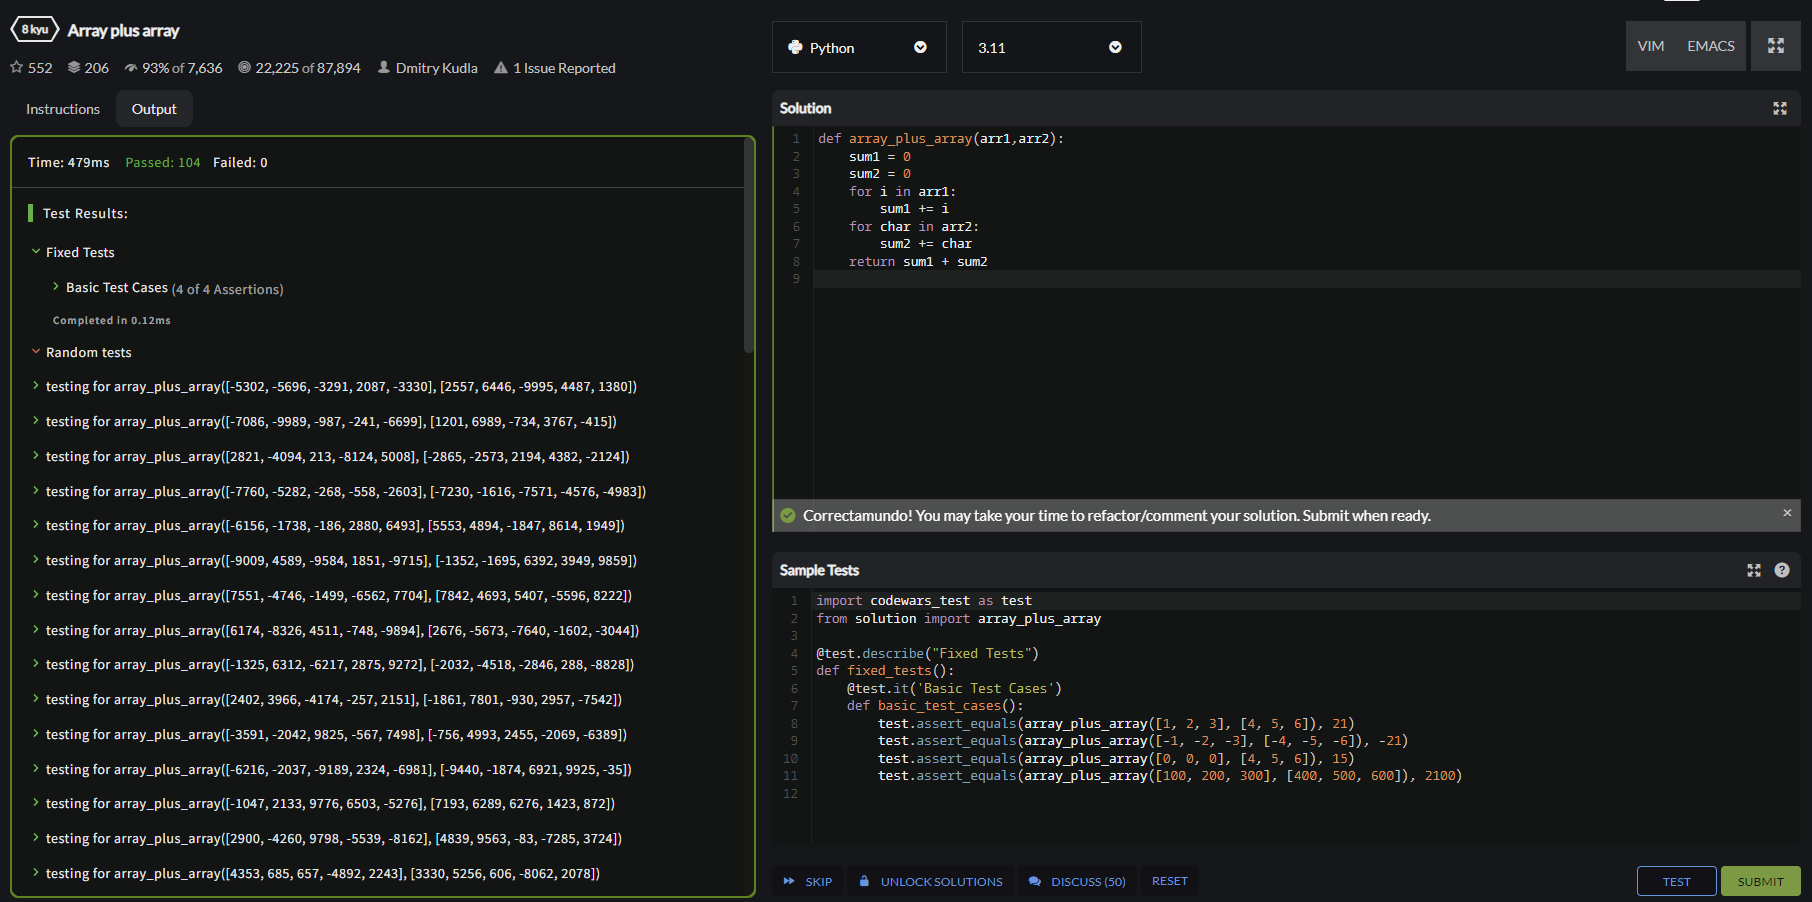 8 kyu Array plus array
552 206 93% of 7,636 22,225 of 87,894 Dmitry Kudla 1 Issue Reported
Instructions Output
Time: 479ms Passed: 104 Failed: 0
Test Results:
Fixed Tests
Basic Test Cases (4 of 4 Assertions)
Completed in 0.12ms
Random tests
testing for array_plus_array([-5302, -5696, -3291, 2087, -3330], [2557, 6446, -9995, 4487, 1380])
testing for array_plus_array([-7086, -9989, -987, -241, -6699], [1201, 6989, -734, 3767, -415])
testing for array_plus_array([2821, -4094, 213, -8124, 5008], [-2865, -2573, 2194, 4382, -2124])
testing for array_plus_array([-7760, -5282, -268, -558, -2603], [-7230, -1616, -7571, -4576, -4983])
testing for array_plus_array([-6156, -1738, -186, 2880, 6493], [5553, 4894, -1847, 8614, 1949])
testing for array_plus_array([-9009, 4589, -9584, 1851, -9715], [-1352, -1695, 6392, 3949, 9859])
testing for array_plus_array([7551, -4746, -1499, -6562, 7704], [7842, 4693, 5407, -5596, 8222])
testing for array_plus_array([6174, -8326, 4511, -748, -9894], [2676, -5673, -7640, -1602, -3044])
testing for array_plus_array([-1325, 6312, -6217, 2875, 9272], [-2032, -4518, -2846, 288, -8828])
testing for array_plus_array([2402, 3966, -4174, -257, 2151], [-1861, 7801, -930, 2957, -7542])
testing for array_plus_array([-3591, -2042, 9825, -567, 7498], [-756, 4993, 2455, -2069, -6389])
testing for array_plus_array([-6216, -2037, -9189, 2324, -6981], [-9440, -1874, 6921, 9925, -35])
testing for array_plus_array([-1047, 2133, 9776, 6503, -5276], [7193, 6289, 6276, 1423, 872])
testing for array_plus_array([2900, -4260, 9798, -5539, -8162], [4839, 9563, -83, -7285, 3724])
testing for array_plus_array([4353, 685, 657, -4892, 2243], [3330, 5256, 606, -8062, 2078])
Python 3.11 VIM EMACS
Solution
1 def array_plus_array(arr1,arr2):
2     sum1 = 0
3     sum2 = 0
4     for i in arr1:
5         sum1 += i
6     for char in arr2:
7         sum2 += char
8     return sum1 + sum2
9
Correctamundo! You may take your time to refactor/comment your solution. Submit when ready. ×
Sample Tests ?
1 import codewars_test as test
2 from solution import array_plus_array
3
4 @test.describe("Fixed Tests")
5 def fixed_tests():
6     @test.it('Basic Test Cases')
7     def basic_test_cases():
8         test.assert_equals(array_plus_array([1, 2, 3], [4, 5, 6]), 21)
9         test.assert_equals(array_plus_array([-1, -2, -3], [-4, -5, -6]), -21)
10         test.assert_equals(array_plus_array([0, 0, 0], [4, 5, 6]), 15)
11         test.assert_equals(array_plus_array([100, 200, 300], [400, 500, 600]), 2100)
12
SKIP UNLOCK SOLUTIONS DISCUSS (50) RESET TEST SUBMIT